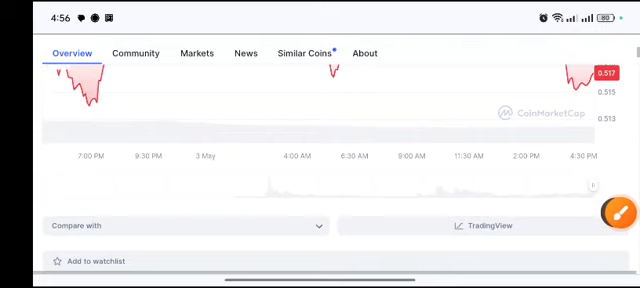 4:56 80
Overview Community Markets News Similar Coins About
0.517
0.515
CoinMarketCap
0.513
7:00 PM 9:30 PM 3 May 4:00 AM 6:30 AM 9:00 AM 11:30 AM 2:00 PM 4:30 PM
Compare with TradingView
Add to watchlist